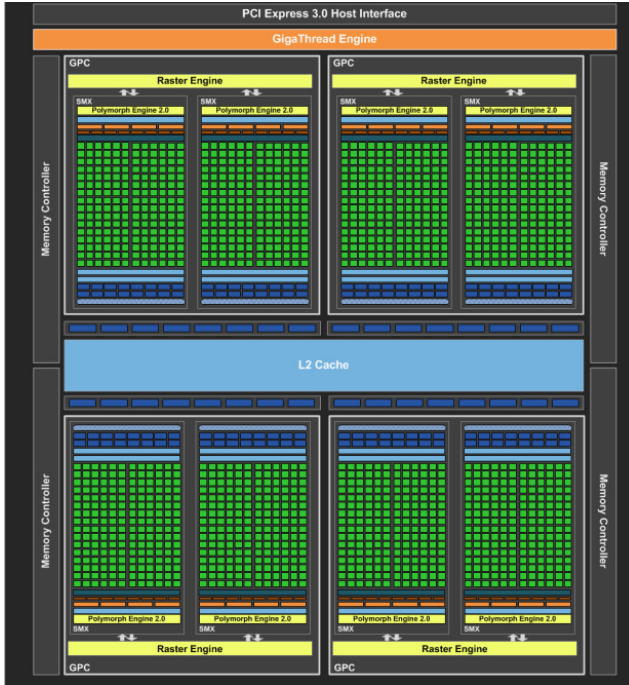 PCI Express 3.0 Host Interface
GigaThread Engine
GPC
Raster Engine
SMX
Polymorph Engine 2.0
SMX
Polymorph Engine 2.0
GPC
Raster Engine
SMX
Polymorph Engine 2.0
SMX
Polymorph Engine 2.0
Memory Controller
Memory Controller
L2 Cache
Memory Controller
Memory Controller
Polymorph Engine 2.0
SMX
Polymorph Engine 2.0
SMX
Raster Engine
GPC
Polymorph Engine 2.0
SMX
Polymorph Engine 2.0
SMX
Raster Engine
GPC